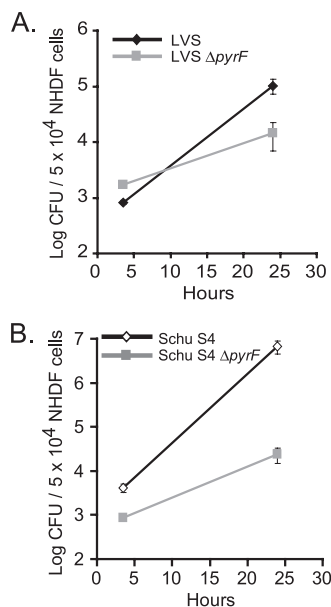 A.
LVS
LVS ΔpyrF
Log CFU / 5 x 10⁴ NHDF cells
6
5
4
3
2
0 5 10 15 20 25 30
Hours
B.
Schu S4
Schu S4 ΔpyrF
Log CFU / 5 x 10⁴ NHDF cells
7
6
5
4
3
2
0 5 10 15 20 25 30
Hours